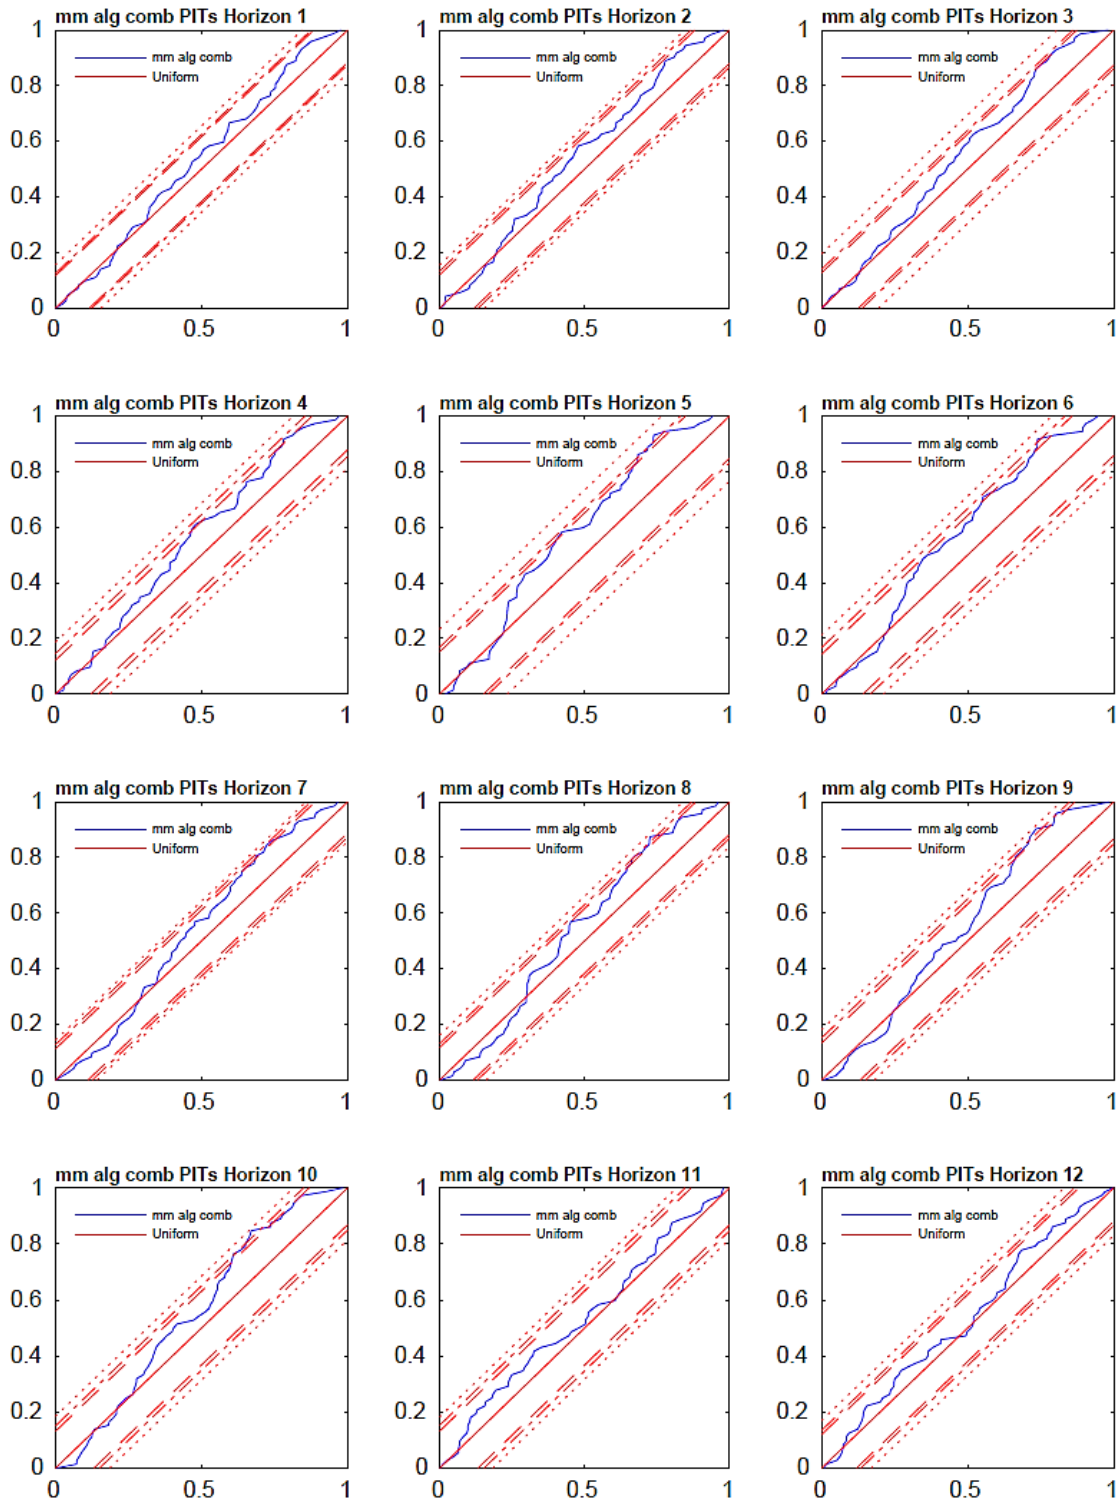 mm alg comb PITs Horizon 1
1
0.8
0.6
0.4
0.2
0
0 0.5 1
mm alg comb
Uniform
mm alg comb PITs Horizon 2
1
0.8
0.6
0.4
0.2
0
0 0.5 1
mm alg comb
Uniform
mm alg comb PITs Horizon 3
1
0.8
0.6
0.4
0.2
0
0 0.5 1
mm alg comb
Uniform
mm alg comb PITs Horizon 4
1
0.8
0.6
0.4
0.2
0
0 0.5 1
mm alg comb
Uniform
mm alg comb PITs Horizon 5
1
0.8
0.6
0.4
0.2
0
0 0.5 1
mm alg comb
Uniform
mm alg comb PITs Horizon 6
1
0.8
0.6
0.4
0.2
0
0 0.5 1
mm alg comb
Uniform
mm alg comb PITs Horizon 7
1
0.8
0.6
0.4
0.2
0
0 0.5 1
mm alg comb
Uniform
mm alg comb PITs Horizon 8
1
0.8
0.6
0.4
0.2
0
0 0.5 1
mm alg comb
Uniform
mm alg comb PITs Horizon 9
1
0.8
0.6
0.4
0.2
0
0 0.5 1
mm alg comb
Uniform
mm alg comb PITs Horizon 10
1
0.8
0.6
0.4
0.2
0
0 0.5 1
mm alg comb
Uniform
mm alg comb PITs Horizon 11
1
0.8
0.6
0.4
0.2
0
0 0.5 1
mm alg comb
Uniform
mm alg comb PITs Horizon 12
1
0.8
0.6
0.4
0.2
0
0 0.5 1
mm alg comb
Uniform